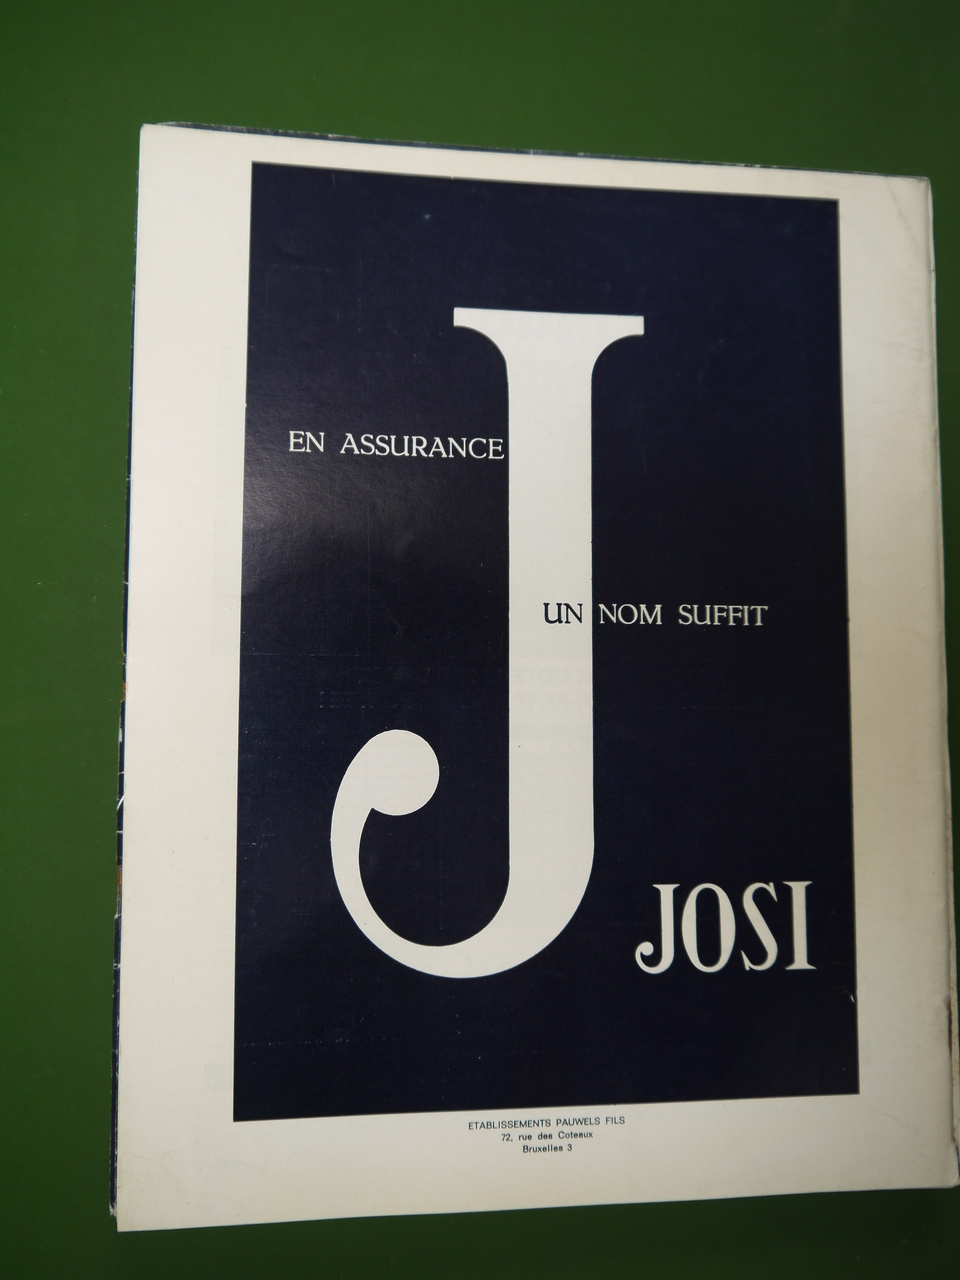 J
EN ASSURANCE
UN NOM SUFFIT
JOSI
ETABLISSEMENTS PAUWELS FILS
72, rue des Coteaux
Bruxelles 3